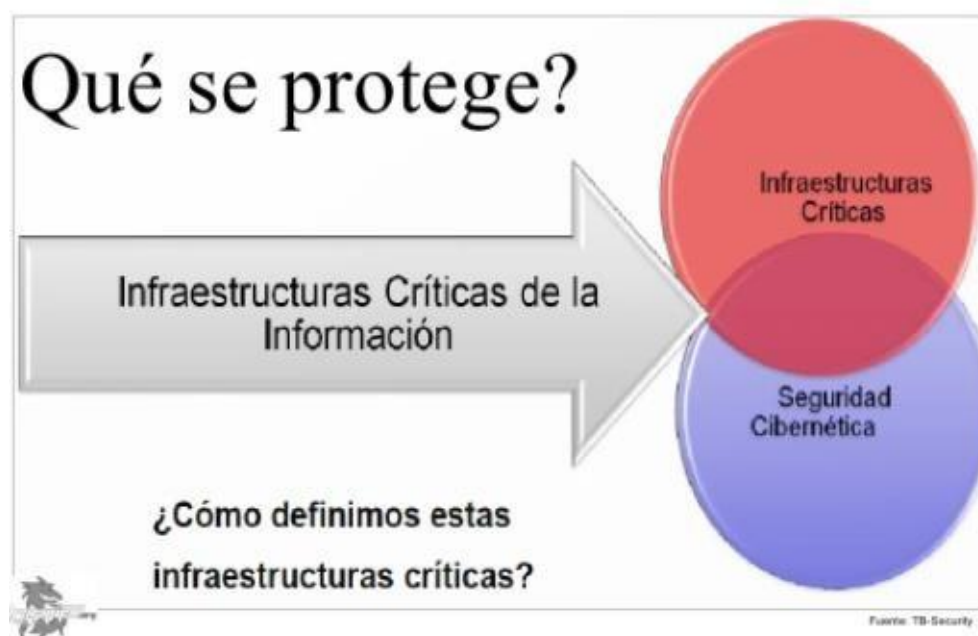 Qué se protege?
Infraestructuras
Críticas
Infraestructuras Críticas de la
Información
Seguridad
Cibernética
¿Cómo definimos estas
infraestructuras críticas?
Fuente: TB-Security